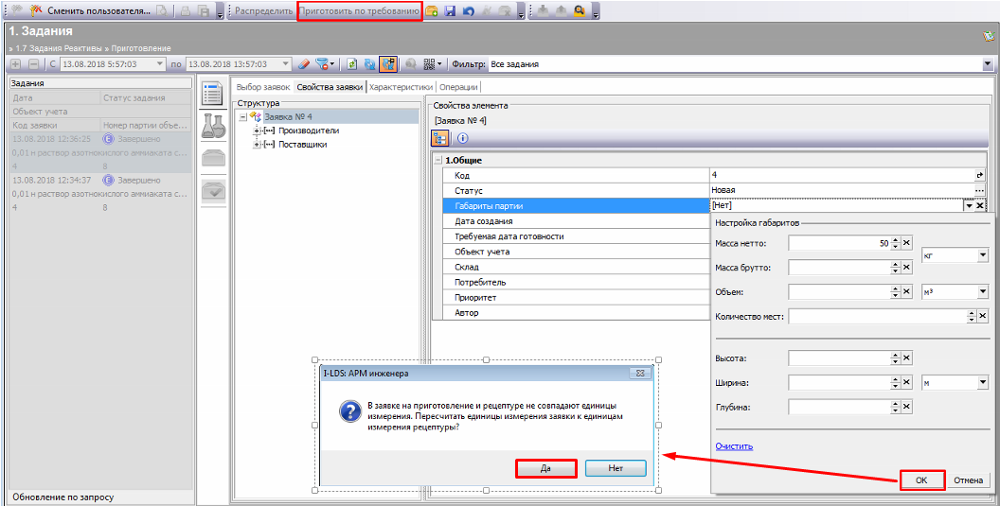 Сменить пользователя...
Распределить
Приготовить по требованию
1. Задания
» 1.7 Задания Реактивы » Приготовление
С 13.08.2018 5:57:03 по 13.08.2018 13:57:03 Фильтр: Все задания
Задания
Дата Статус задания
Объект учета
Код заявки Номер партии объе...
13.08.2018 12:36:25 Завершено
0,01 н раствор азотнокислого аммиаката с...
4 8
13.08.2018 12:34:37 Завершено
0,01 н раствор азотнокислого аммиаката с...
4 8
Обновление по запросу
Выбор заявок Свойства заявки Характеристики Операции
Структура
Заявка № 4
Производители
Поставщики
Свойства элемента
[Заявка № 4]
1.Общие
Код 4
Статус Новая
Габариты партии [Нет]
Дата создания
Требуемая дата готовности
Объект учета
Склад
Потребитель
Приоритет
Автор
Настройка габаритов
Масса нетто: 50 кг
Масса брутто:
Объем: м³
Количество мест:
Высота:
Ширина: м
Глубина:
Очистить
OK Отмена
I-LDS: АРМ инженера
В заявке на приготовление и рецептуре не совпадают единицы
измерения. Пересчитать единицы измерения заявки к единицам
измерения рецептуры?
Да Нет